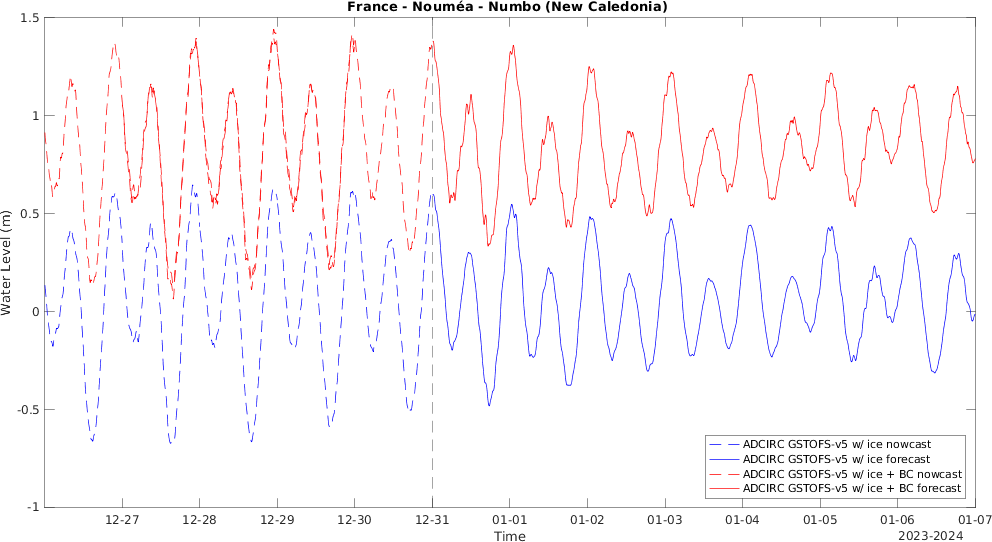 France - Nouméa - Numbo (New Caledonia)
1.5
1
0.5
0
-0.5
-1
Water Level (m)
ADCIRC GSTOFS-v5 w/ ice nowcast
ADCIRC GSTOFS-v5 w/ ice forecast
ADCIRC GSTOFS-v5 w/ ice + BC nowcast
ADCIRC GSTOFS-v5 w/ ice + BC forecast
12-27 12-28 12-29 12-30 12-31 01-01 01-02 01-03 01-04 01-05 01-06 01-07
Time
2023-2024